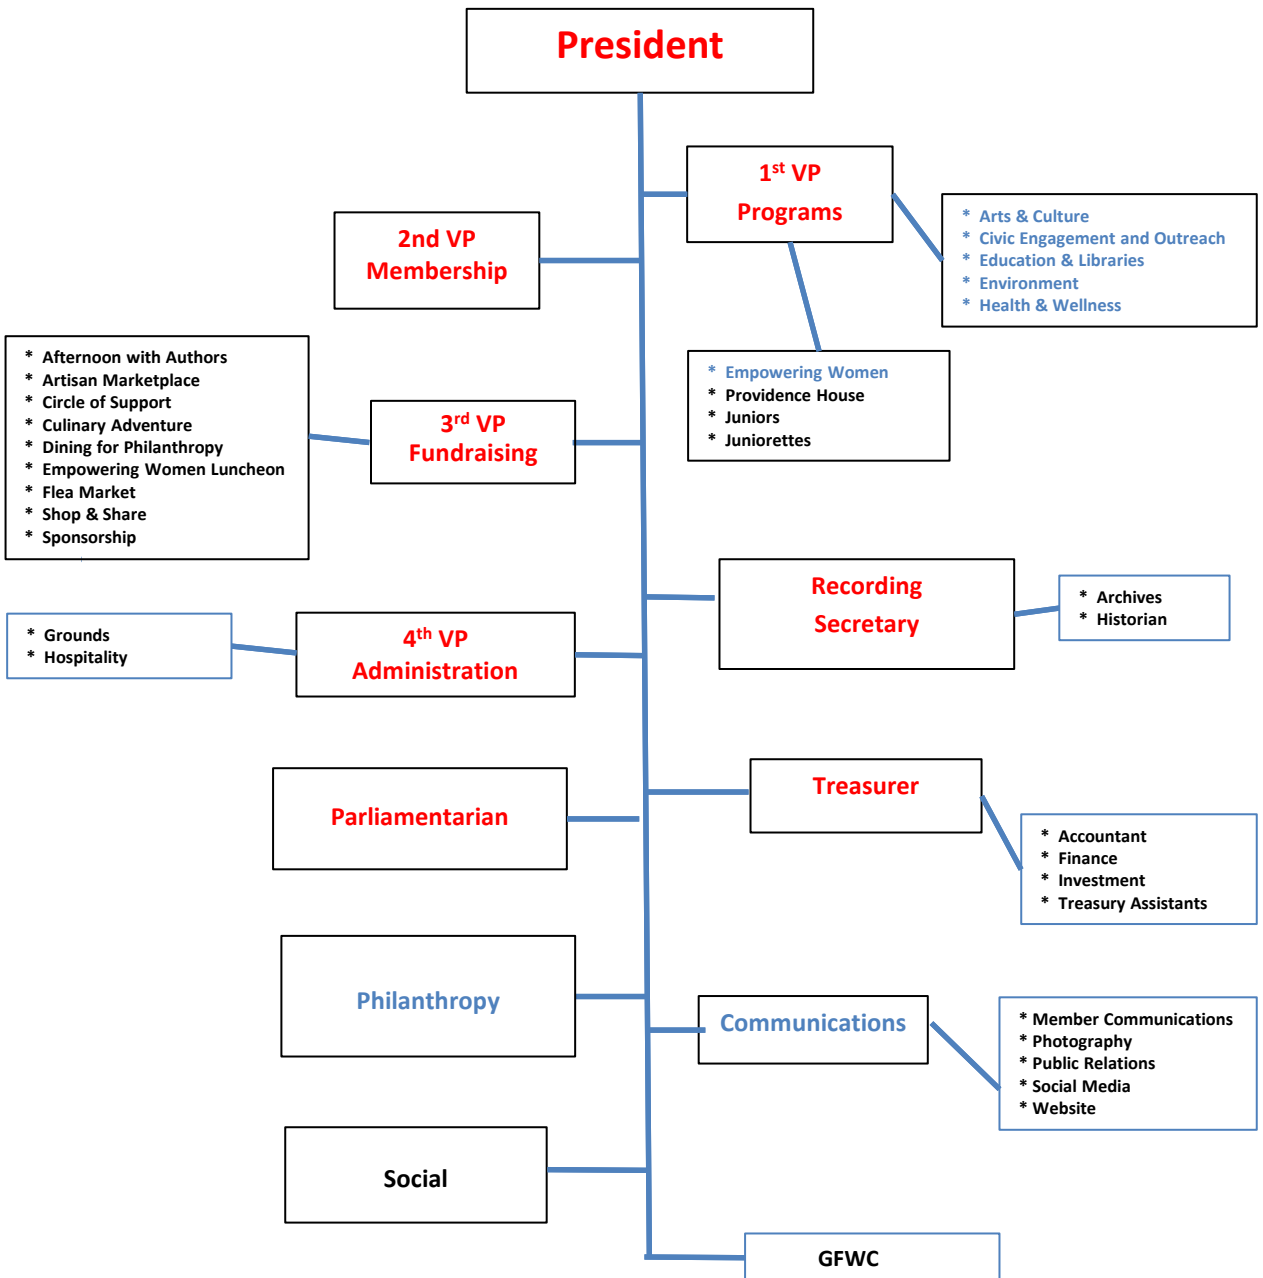 President
1st VP
Programs
* Arts & Culture
* Civic Engagement and Outreach
* Education & Libraries
* Environment
* Health & Wellness
2nd VP
Membership
* Empowering Women
* Providence House
* Juniors
* Juniorettes
* Afternoon with Authors
* Artisan Marketplace
* Circle of Support
* Culinary Adventure
* Dining for Philanthropy
* Empowering Women Luncheon
* Flea Market
* Shop & Share
* Sponsorship
3rd VP
Fundraising
Recording
Secretary
* Archives
* Historian
* Grounds
* Hospitality
4th VP
Administration
Treasurer
Parliamentarian
* Accountant
* Finance
* Investment
* Treasury Assistants
Philanthropy
Communications
* Member Communications
* Photography
* Public Relations
* Social Media
* Website
Social
GFWC